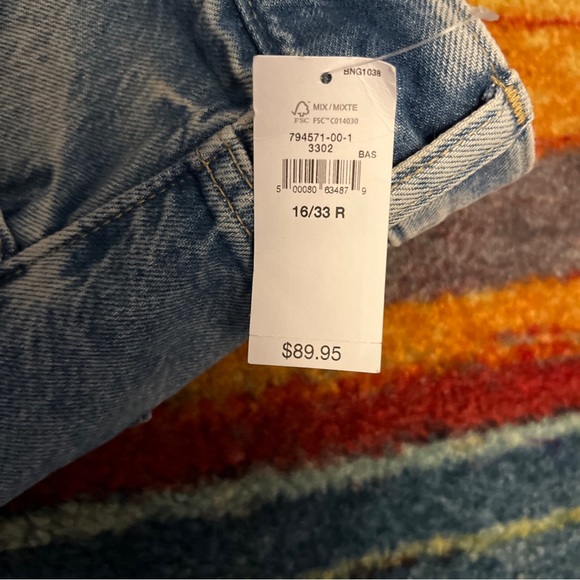 BNG1038
MIX/MIXTE
FSC FSC™ C014030
794571-00-1
3302
BAS
5 00080 63487 9
16/33 R
$89.95